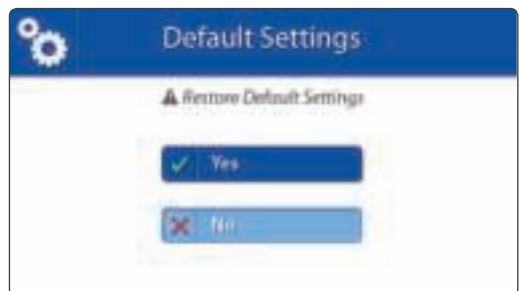 Default Settings
Restore Default Settings
Yes
No